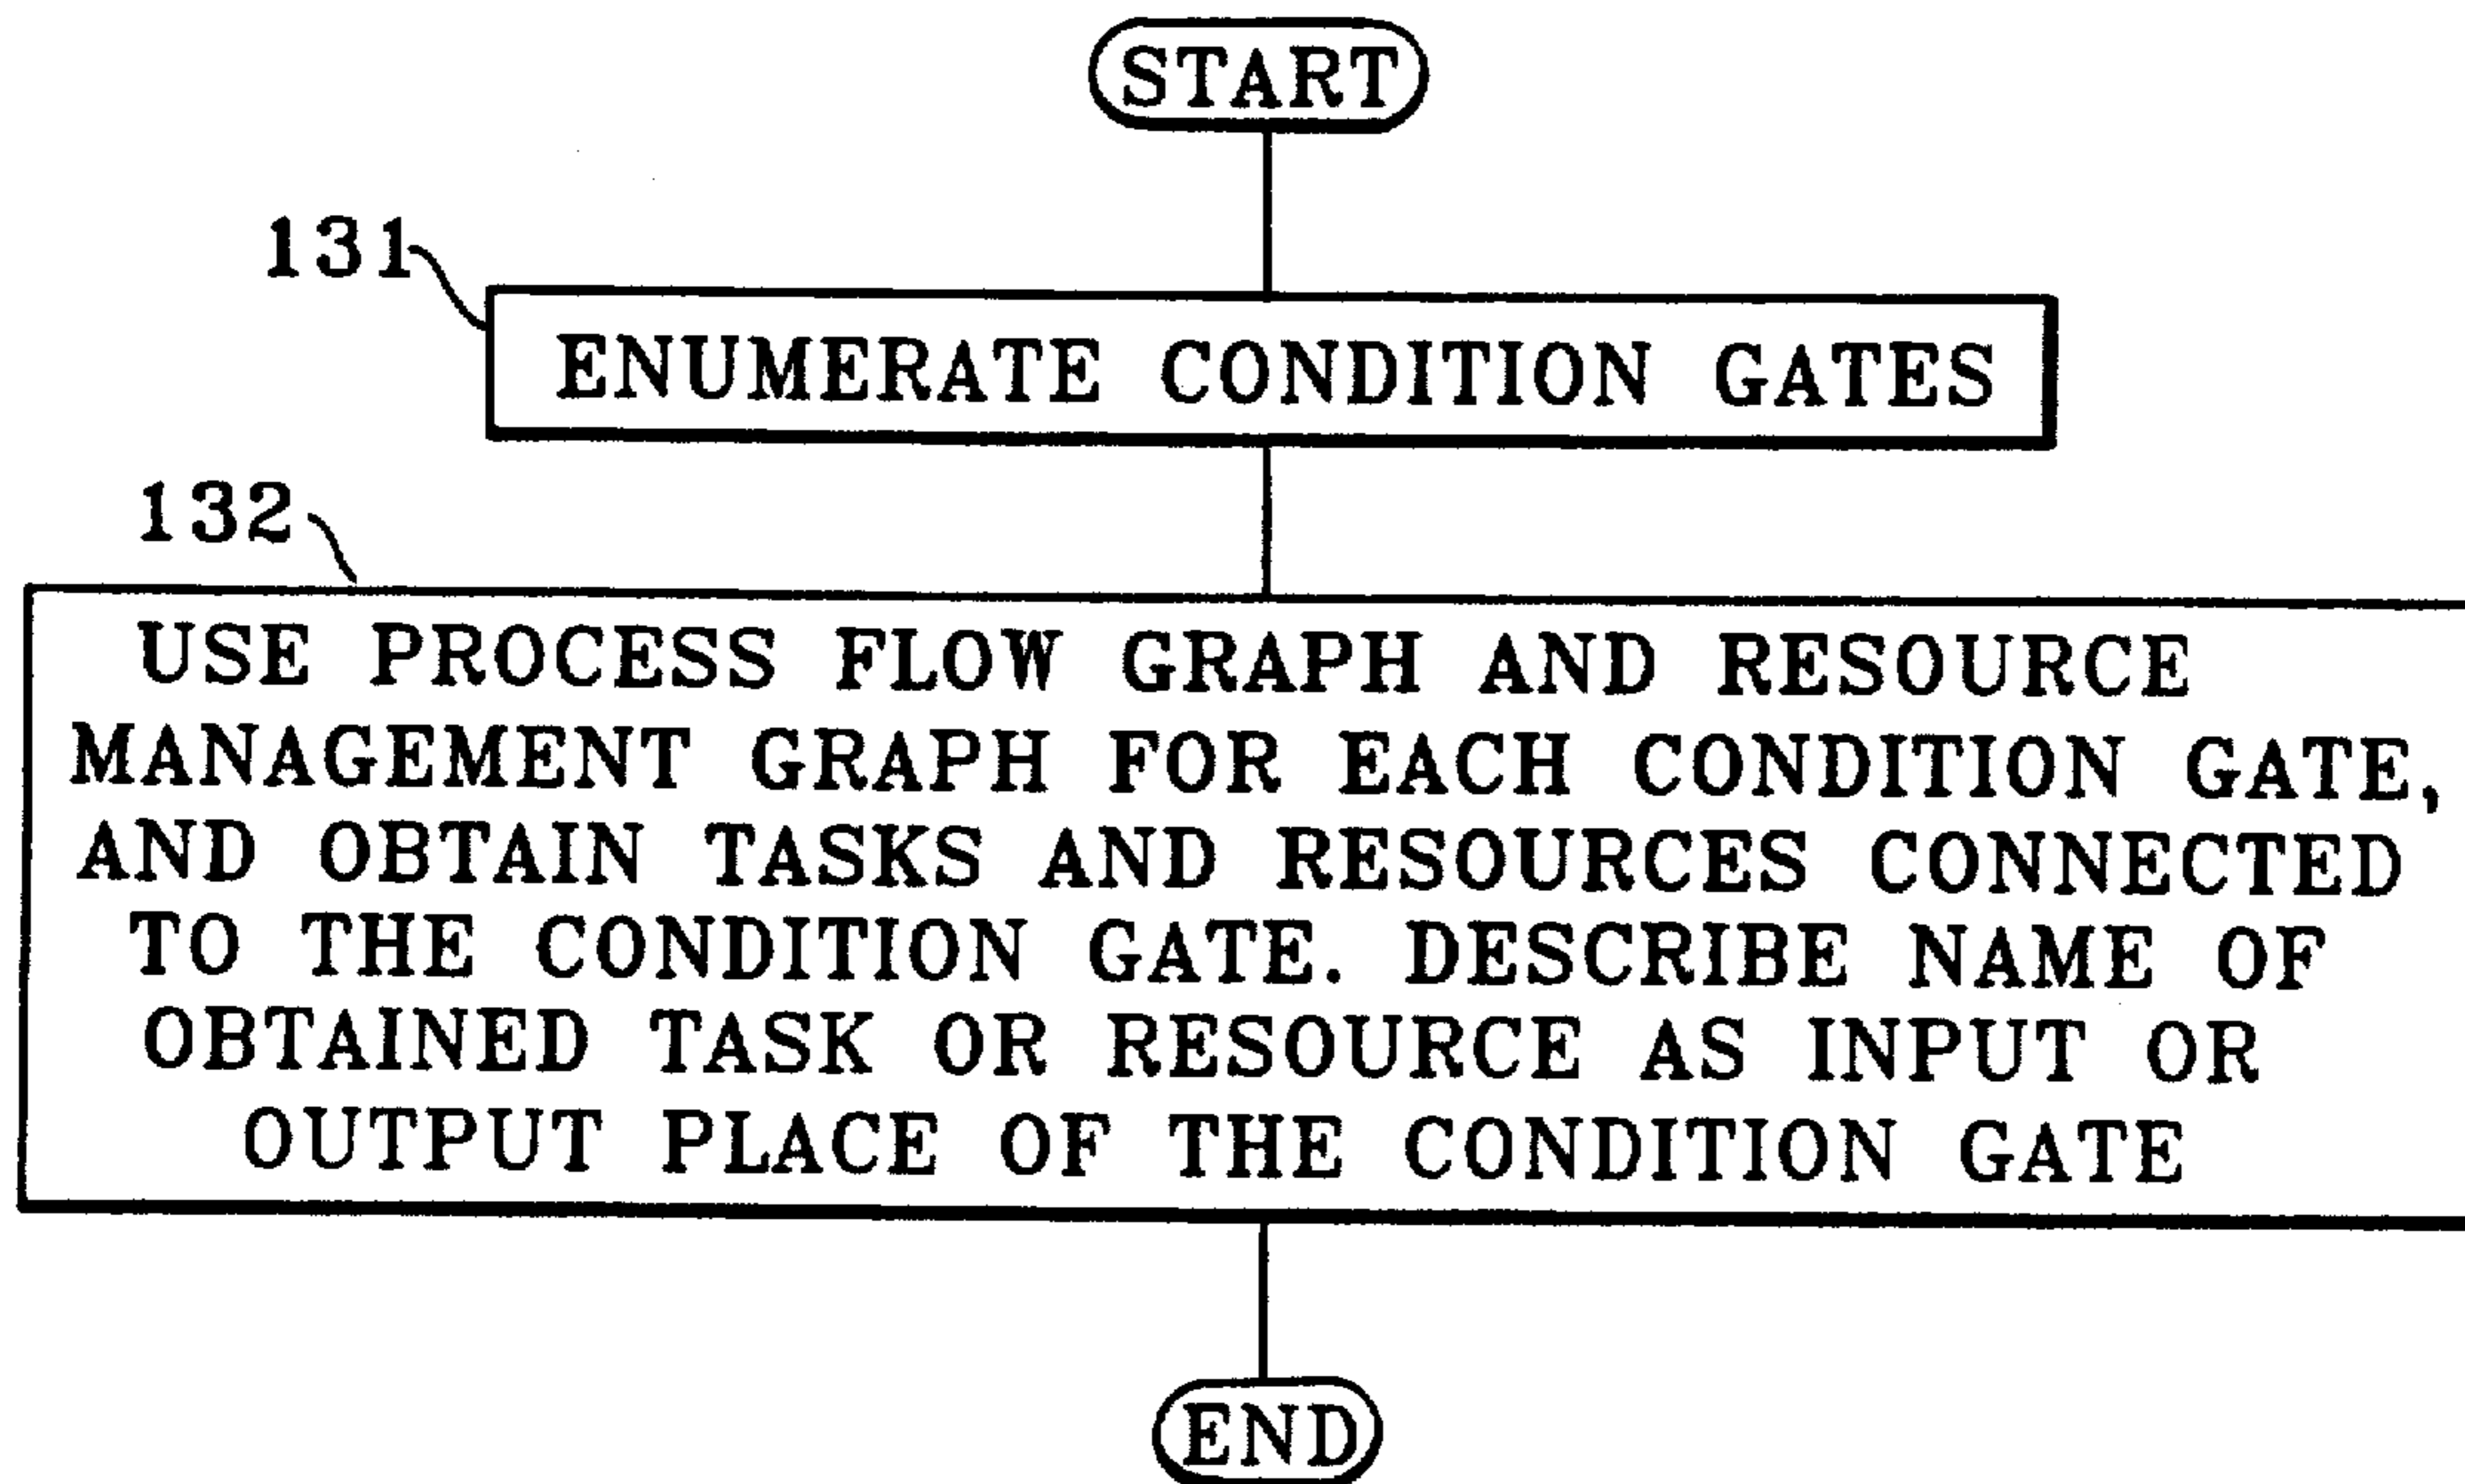 START
131
ENUMERATE CONDITION GATES
132
USE PROCESS FLOW GRAPH AND RESOURCE
MANAGEMENT GRAPH FOR EACH CONDITION GATE,
AND OBTAIN TASKS AND RESOURCES CONNECTED
TO THE CONDITION GATE. DESCRIBE NAME OF
OBTAINED TASK OR RESOURCE AS INPUT OR
OUTPUT PLACE OF THE CONDITION GATE
END